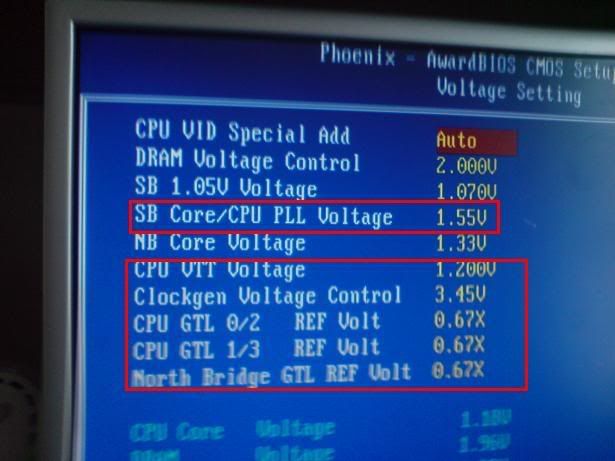 Phoenix - AwardBIOS CMOS Setu
Voltage Setting
CPU VID Special Add Auto
DRAM Voltage Control 2.000V
SB 1.05V Voltage 1.070V
SB Core/CPU PLL Voltage 1.55V
NB Core Voltage 1.33V
CPU VTT Voltage 1.200V
Clockgen Voltage Control 3.45V
CPU GTL 0/2 REF Volt 0.67X
CPU GTL 1/3 REF Volt 0.67X
North Bridge GTL REF Volt 0.67X
CPU Core Voltage 1.18V
DRAM Voltage 1.96V